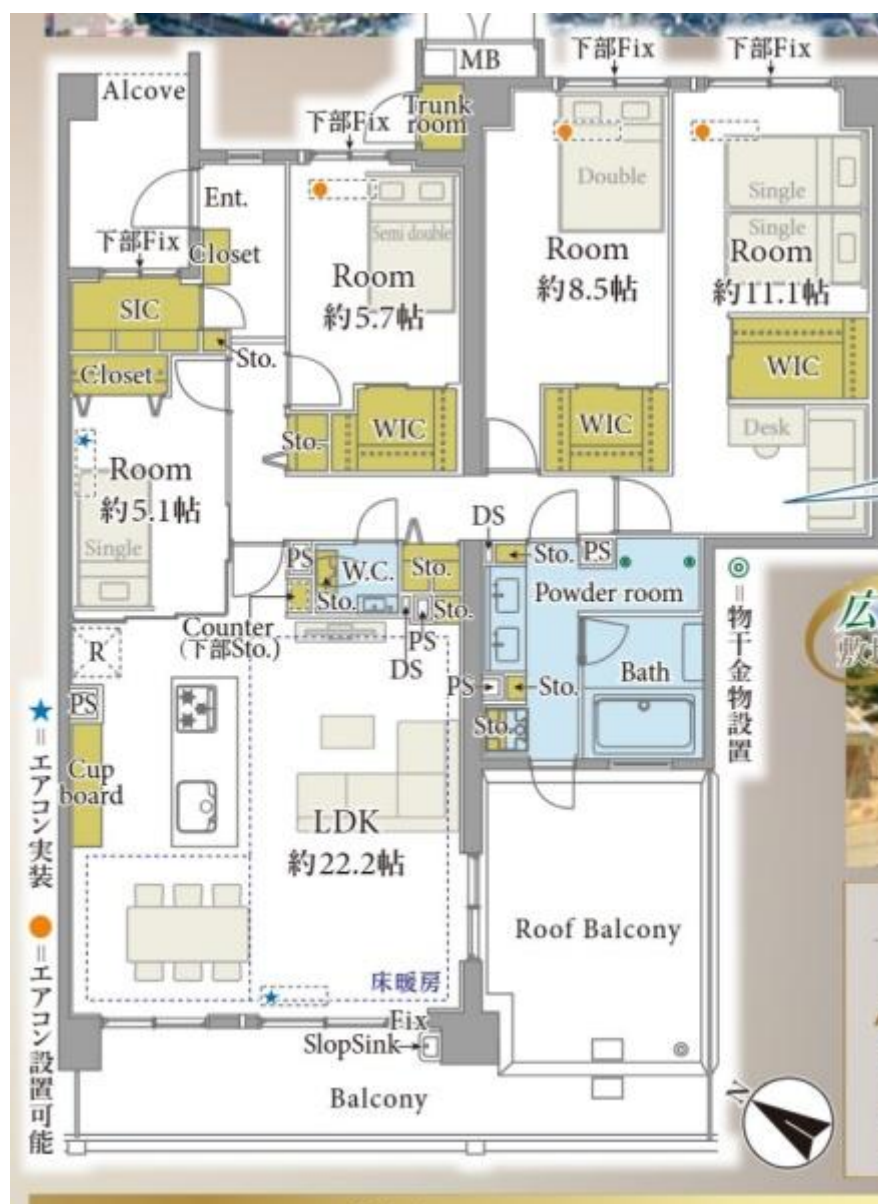 MB
下部Fix
下部Fix
Alcove
Trunk
room
下部Fix
Ent.
Double
Single
Semi double
Single
下部Fix
Closet
Room
約5.7帖
Room
約8.5帖
Room
約11.1帖
SIC
Sto.
Closet
WIC
Sto.
WIC
WIC
Desk
Room
約5.1帖
Single
DS
Sto.
PS
PS
W.C.
Sto.
Sto.
Sto.
Powder room
Counter
(下部Sto.)
PS
DS
R
PS
Bath
PS
Sto.
Sto.
◎=物干金物設置
広
敷地
Cup
board
LDK
約22.2帖
★=エアコン実装
●=エアコン設置可能
Roof Balcony
床暖房
Fix
SlopSink
Balcony
N